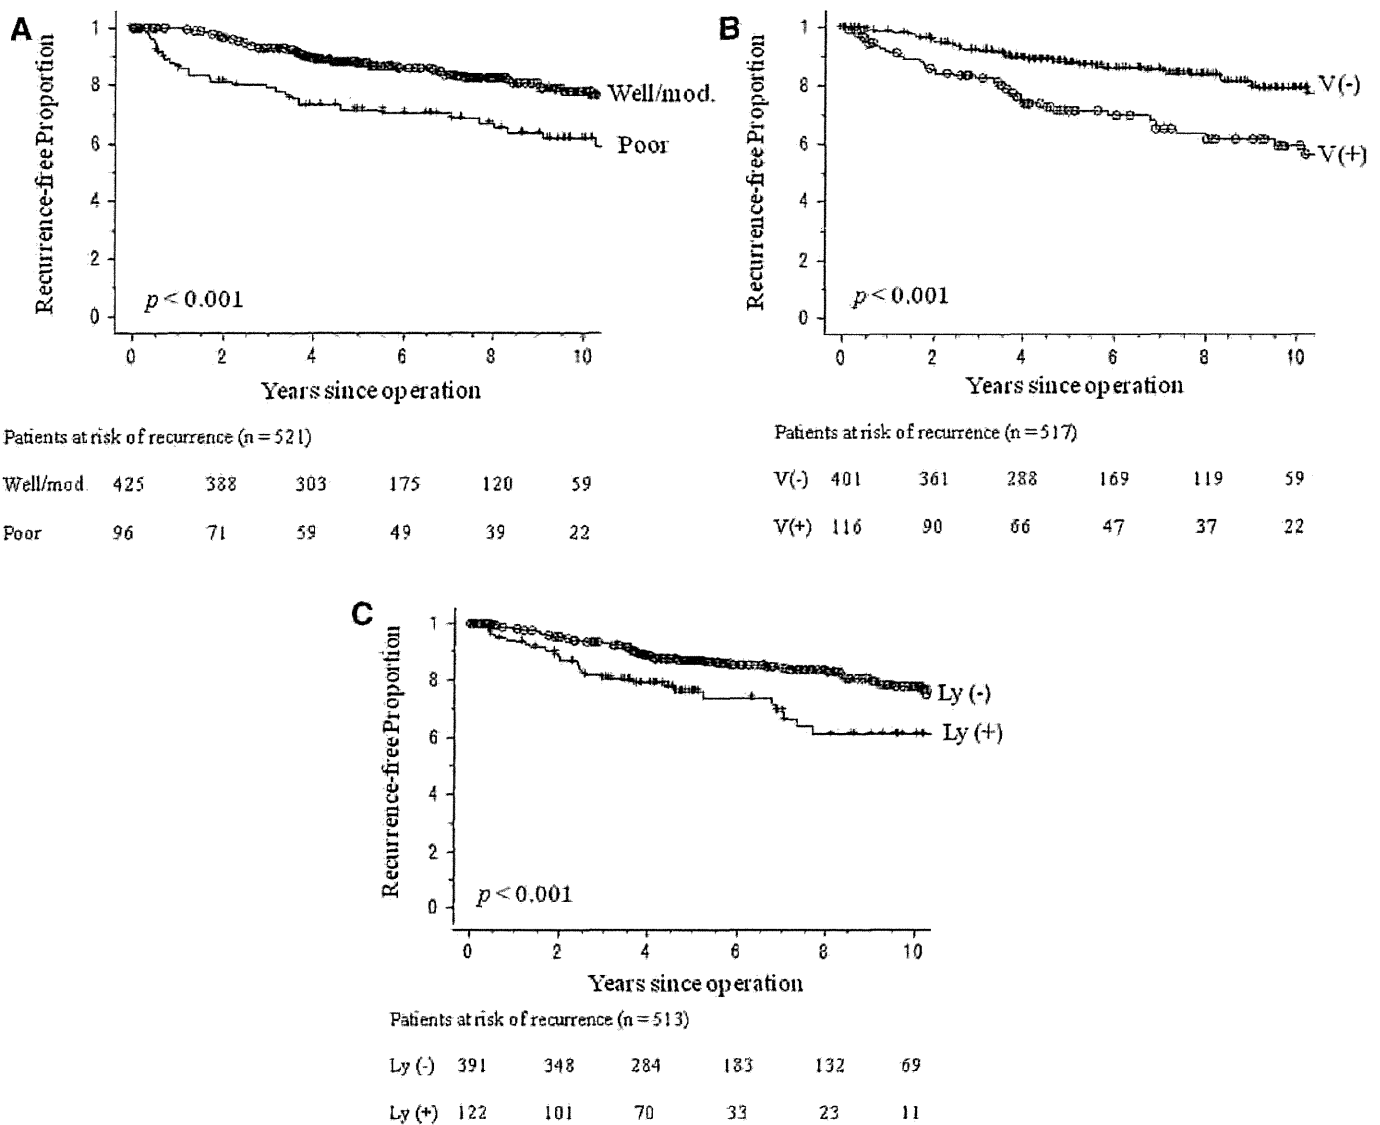 A
Recurrence-free Proportion
1
8
6
4
2
0
Well/mod.
Poor
p < 0.001
0 2 4 6 8 10
Years since operation
Patients at risk of recurrence (n = 521)
Well/mod. 425 388 303 175 120 59
Poor 96 71 59 49 39 22
B
Recurrence-free Proportion
1
8
6
4
2
0
V(-)
V(+)
p < 0.001
0 2 4 6 8 10
Years since operation
Patients at risk of recurrence (n = 517)
V(-) 401 361 288 169 119 59
V(+) 116 90 66 47 37 22
C
Recurrence-free Proportion
1
8
6
4
2
0
Ly (-)
Ly (+)
p < 0.001
0 2 4 6 8 10
Years since operation
Patients at risk of recurrence (n = 513)
Ly (-) 391 348 284 183 132 69
Ly (+) 122 101 70 33 23 11